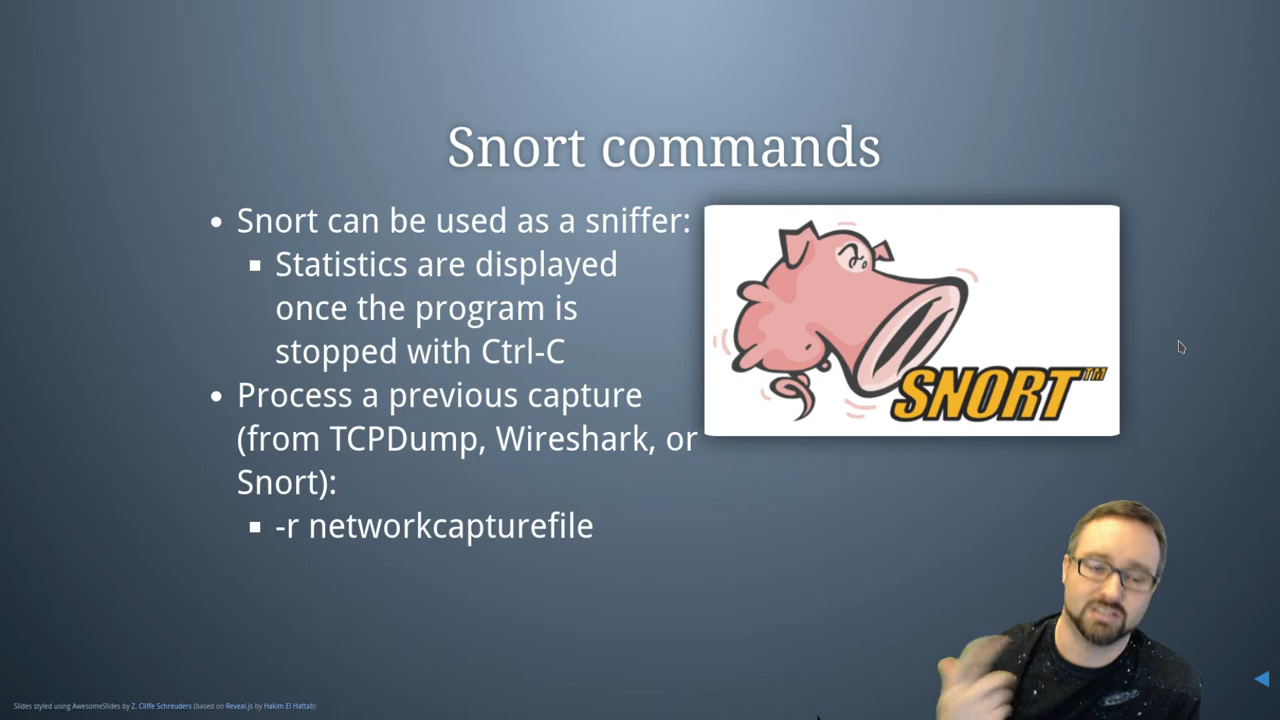 Snort commands
Snort can be used as a sniffer:
Statistics are displayed
once the program is
stopped with Ctrl-C
Process a previous capture
(from TCPDump, Wireshark, or
Snort):
-r networkcapturefile
SNORT™
Slides styled using AwesomeSlides by Z. Cliffe Schreuders (based on Reveal.js by Hakim El Hattab)